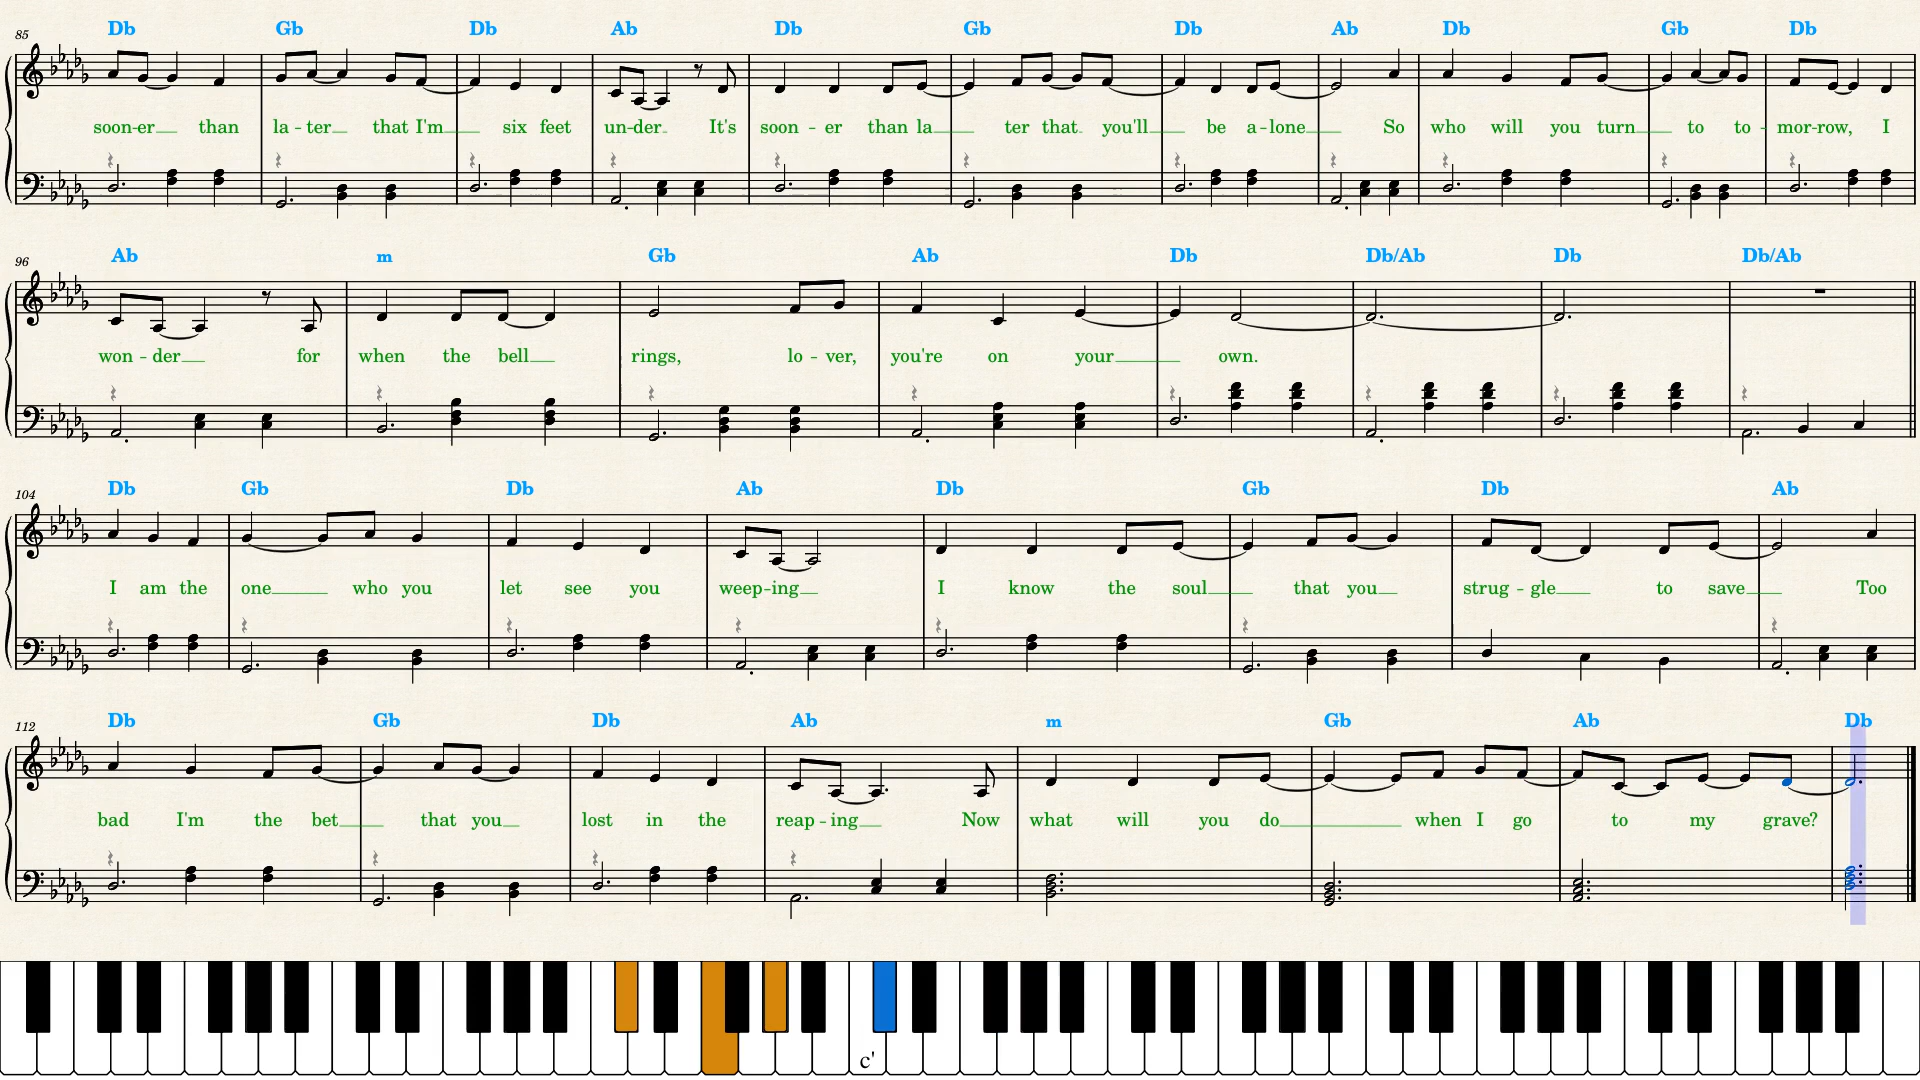 Db Gb Db Ab Db Gb Db Ab Db Gb Db
85
soon-er than la-ter that I'm six feet un-der. It's soon - er than la ter that you'll be a-lone So who will you turn to to - mor-row, I
Ab m Gb Ab Db Db/Ab Db Db/Ab
96
won - der for when the bell rings, lo - ver, you're on your own.
Db Gb Db Ab Db Gb Db Ab
104
I am the one who you let see you weep-ing I know the soul that you strug - gle to save Too
Db Gb Db Ab m Gb Ab Db
112
bad I'm the bet that you lost in the reap - ing Now what will you do when I go to my grave?
c'